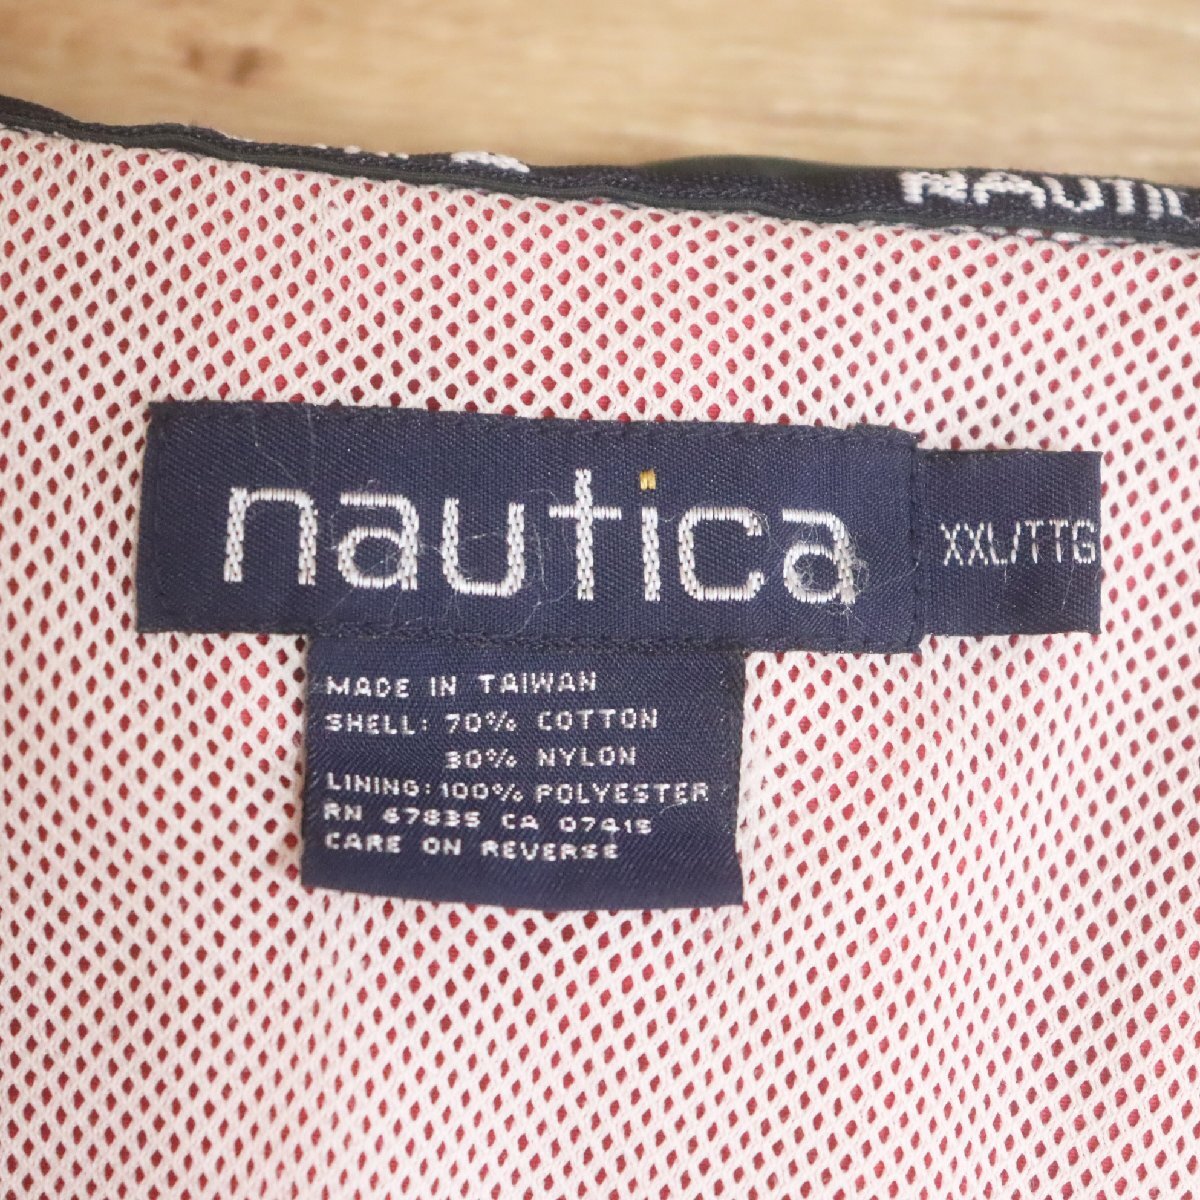 NAUTIC
nautica
XXL/TTG
MADE IN TAIWAN
SHELL: 70% COTTON
30% NYLON
LINING: 100% POLYESTER
RN 67835 CA 07415
CARE ON REVERSE